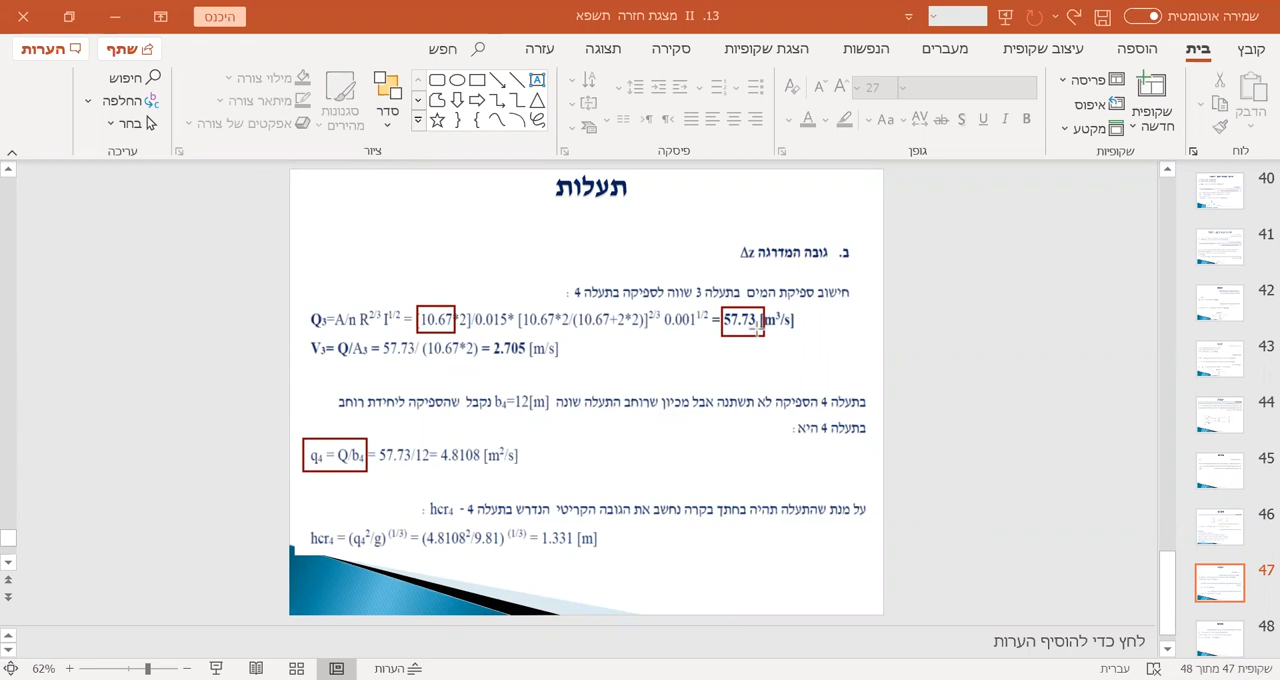 שמירה אוטומטית
13. II מצגת חזרה תשפא
היכנס
קובץ
בית
הוספה
עיצוב שקופית
מעברים
הנפשות
הצגת שקופיות
סקירה
תצוגה
עזרה
חפש
שתף
הערות
הדבק
לוח
שקופית חדשה
פריסה
איפוס
מקטע
שקופיות
27
גופן
פיסקה
סדר
סגנונות מהירים
מילוי צורה
מיתאר צורה
אפקטים של צורה
ציור
חיפוש
החלפה
בחר
עריכה
תעלות
ב. גובה המדרגה Δz
חישוב ספיקת המים בתעלה 3 שווה לספיקה בתעלה 4 :
Q₃=A/n R^2/3 I^1/2 = [10.67*2]/0.015* [10.67*2/(10.67+2*2)]^2/3 0.001^1/2 = 57.73 [m³/s]
V₃= Q/A₃ = 57.73/ (10.67*2) = 2.705 [m/s]
בתעלה 4 הספיקה לא תשתנה אבל מכיון שרוחב התעלה שונה b₄=12[m] נקבל שהספיקה ליחידת רוחב
בתעלה 4 היא :
q₄ = Q/b₄ = 57.73/12= 4.8108 [m²/s]
על מנת שהתעלה תהיה בחתך בקרה נחשב את הגובה הקריטי הנדרש בתעלה 4 - hcr₄ :
hcr₄ = (q₄²/g)^(1/3) = (4.8108²/9.81)^(1/3) = 1.331 [m]
40
41
42
43
44
45
46
47
48
לחץ כדי להוסיף הערות
שקופית 47 מתוך 48
עברית
הערות
62%